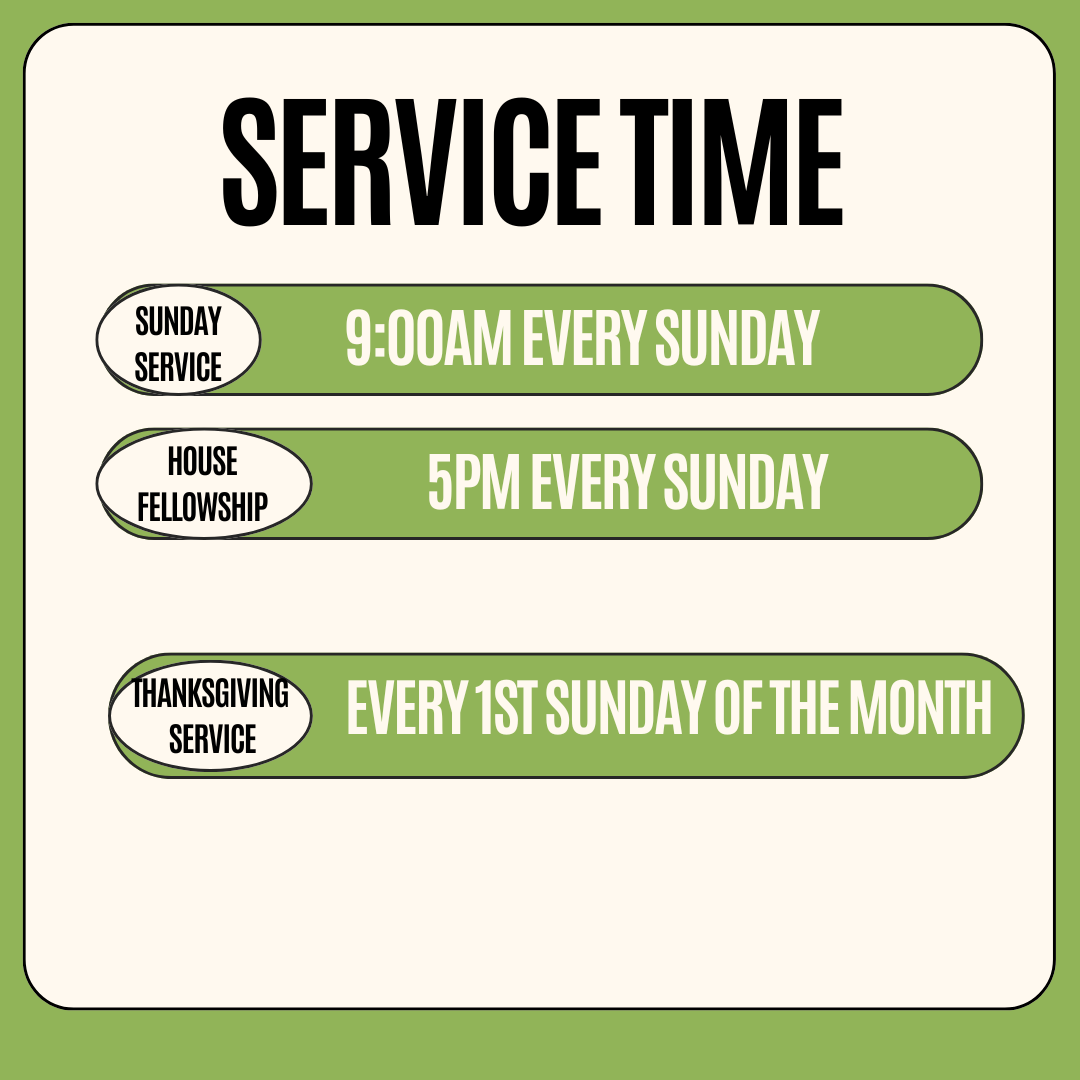 SERVICE TIME
SUNDAY
SERVICE
9:00AM EVERY SUNDAY
HOUSE
FELLOWSHIP
5PM EVERY SUNDAY
THANKSGIVING
SERVICE
EVERY 1ST SUNDAY OF THE MONTH